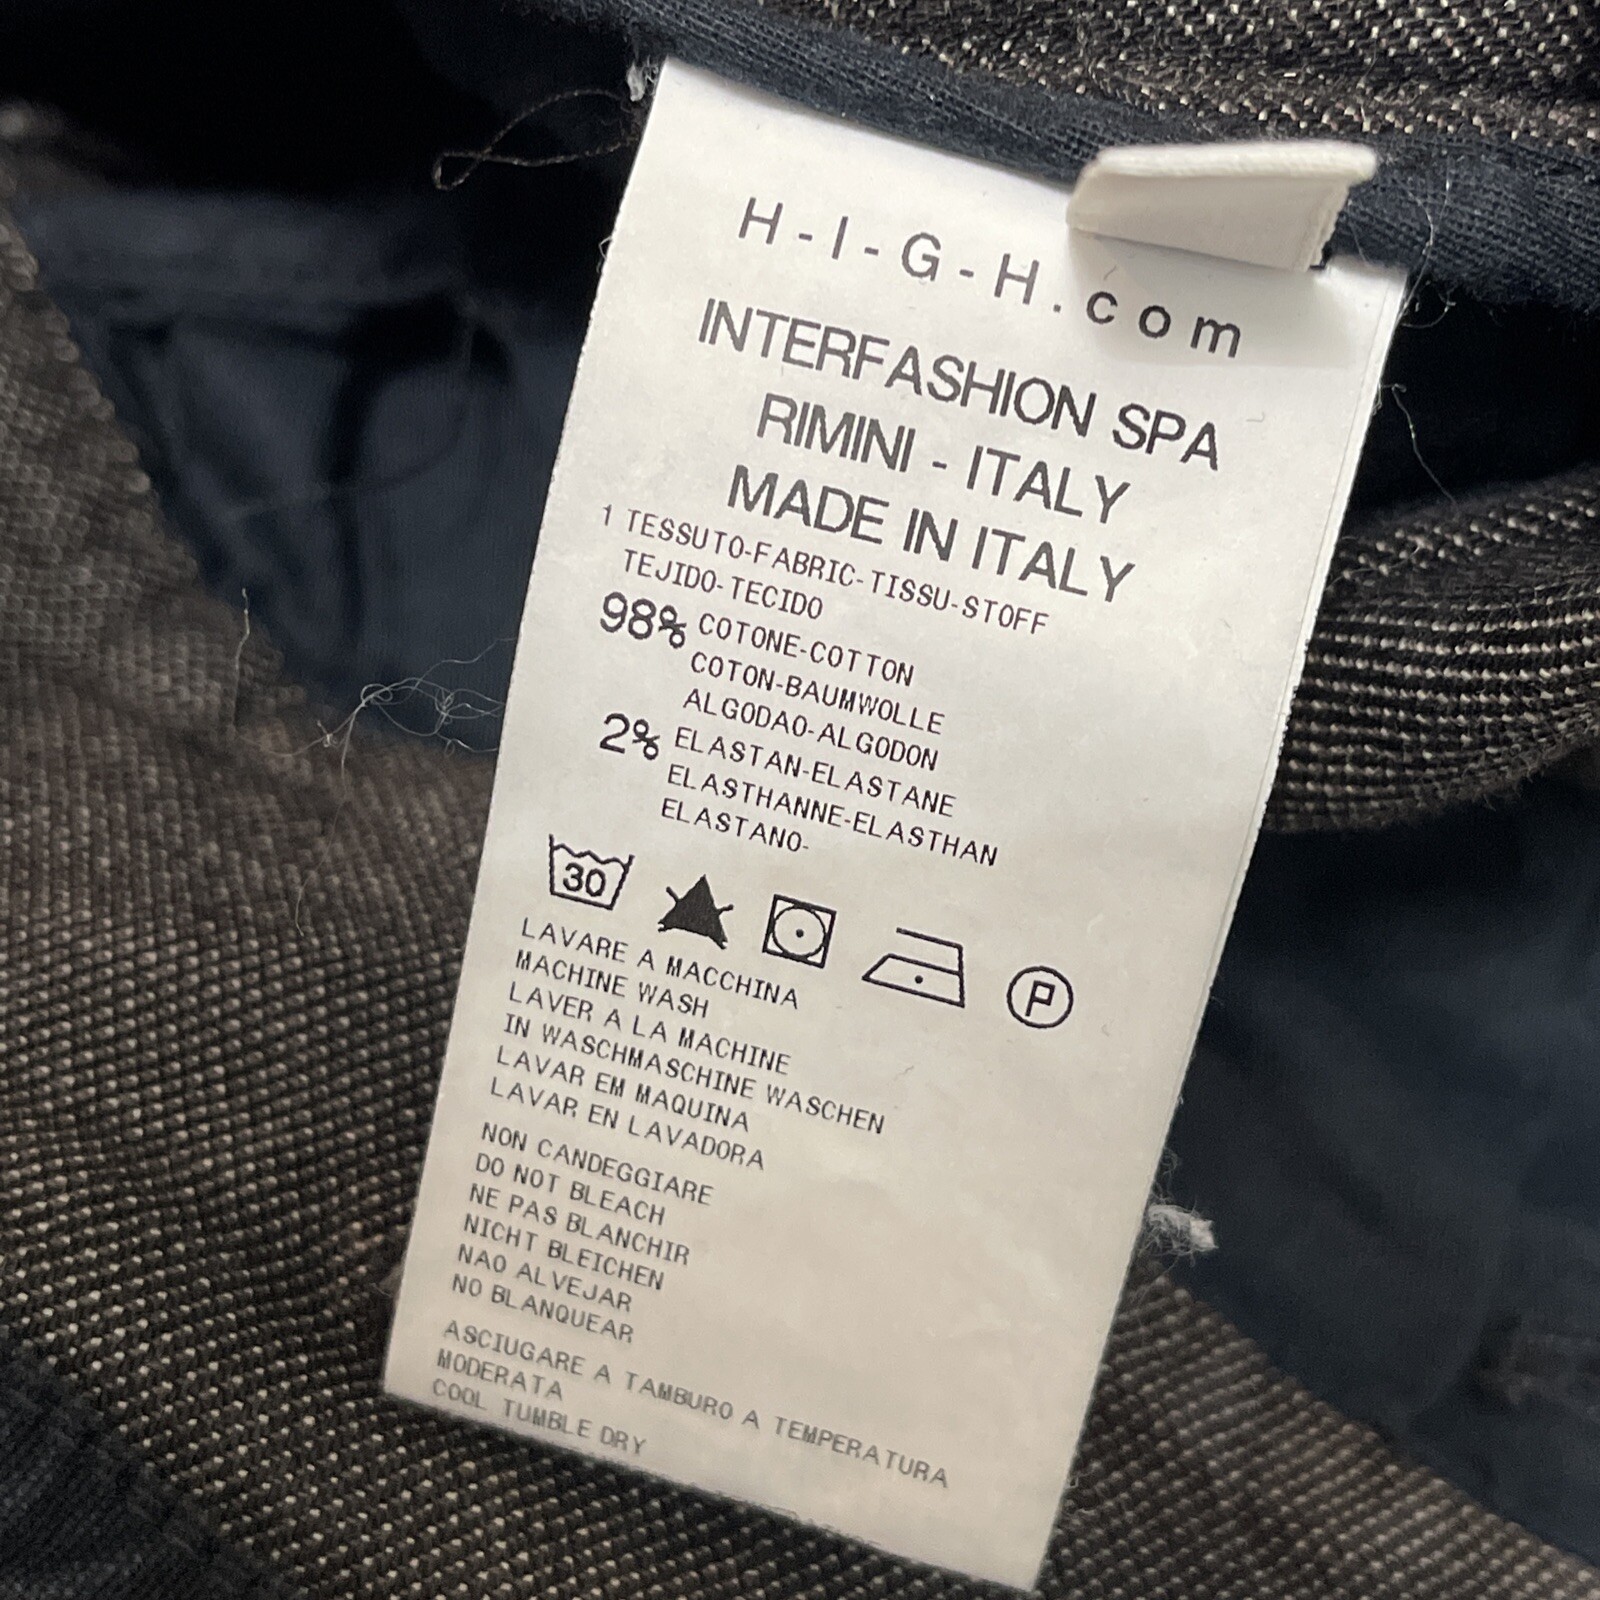 H-I-G-H.com
INTERFASHION SPA
RIMINI - ITALY
MADE IN ITALY
1 TESSUTO-FABRIC-TISSU-STOFF
TEJIDO-TECIDO
98% COTONE-COTTON
COTON-BAUMWOLLE
ALGODAO-ALGODON
2% ELASTAN-ELASTANE
ELASTHANNE-ELASTHAN
ELASTANO-
30 P
LAVARE A MACCHINA
MACHINE WASH
LAVER A LA MACHINE
IN WASCHMASCHINE WASCHEN
LAVAR EM MAQUINA
LAVAR EN LAVADORA
NON CANDEGGIARE
DO NOT BLEACH
NE PAS BLANCHIR
NICHT BLEICHEN
NAO ALVEJAR
NO BLANQUEAR
ASCIUGARE A TAMBURO A TEMPERATURA
MODERATA
COOL TUMBLE DRY